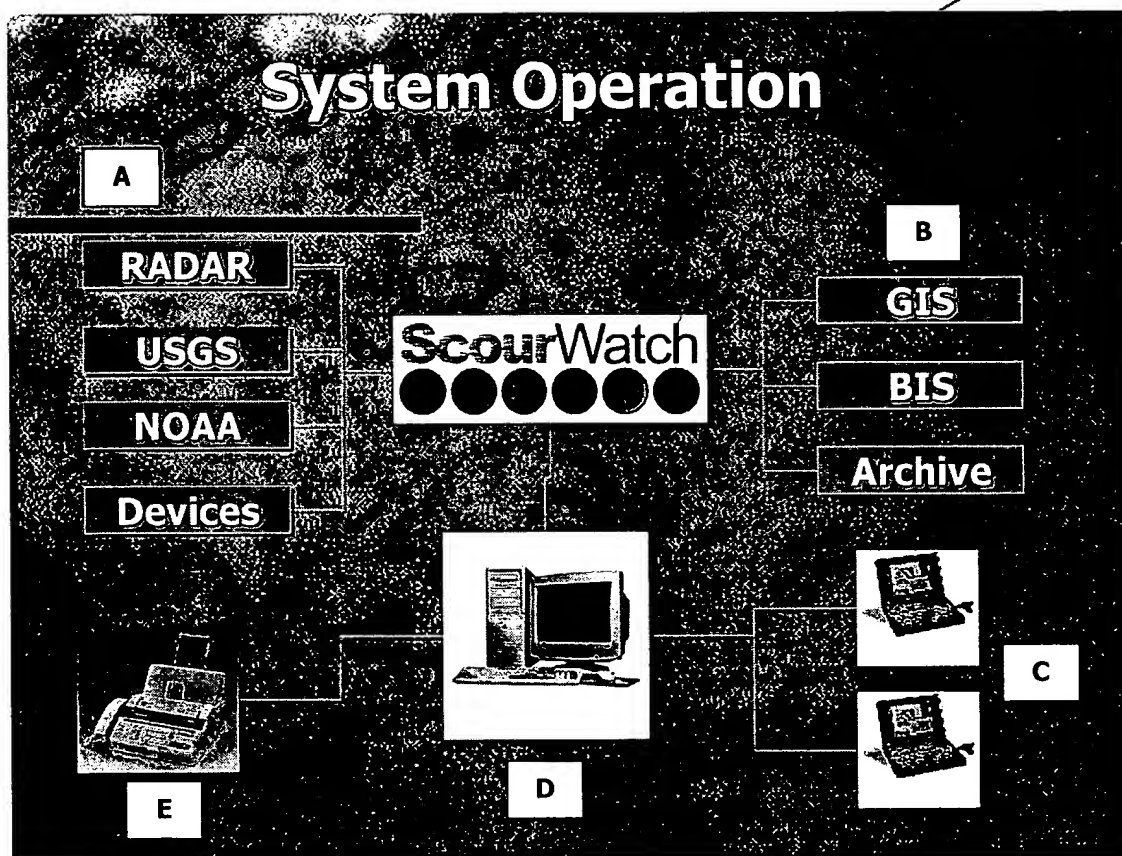 System Operation
A
RADAR
USGS
NOAA
Devices
ScourWatch
B
GIS
BIS
Archive
C
D
E